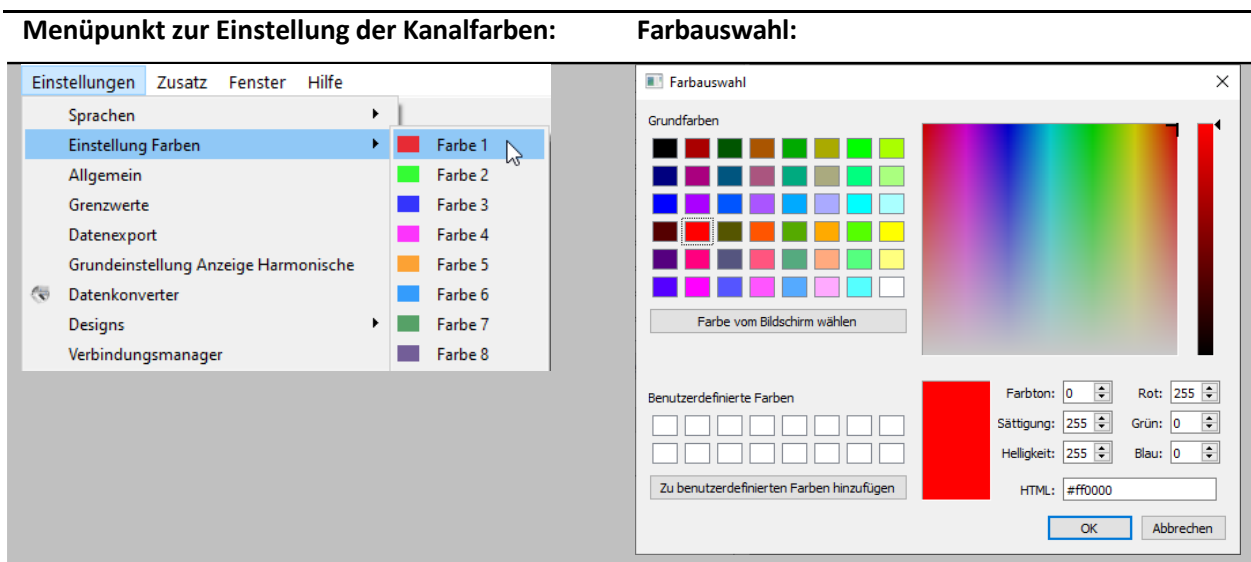 Menüpunkt zur Einstellung der Kanalfarben:
Farbauswahl:
Einstellungen Zusatz Fenster Hilfe
Sprachen
Einstellung Farben
Allgemein
Grenzwerte
Datenexport
Grundeinstellung Anzeige Harmonische
Datenkonverter
Designs
Verbindungsmanager
Farbe 1
Farbe 2
Farbe 3
Farbe 4
Farbe 5
Farbe 6
Farbe 7
Farbe 8
Farbauswahl
Grundfarben
Farbe vom Bildschirm wählen
Benutzerdefinierte Farben
Zu benutzerdefinierten Farben hinzufügen
Farbton: 0 Rot: 255
Sättigung: 255 Grün: 0
Helligkeit: 255 Blau: 0
HTML: #ff0000
OK Abbrechen